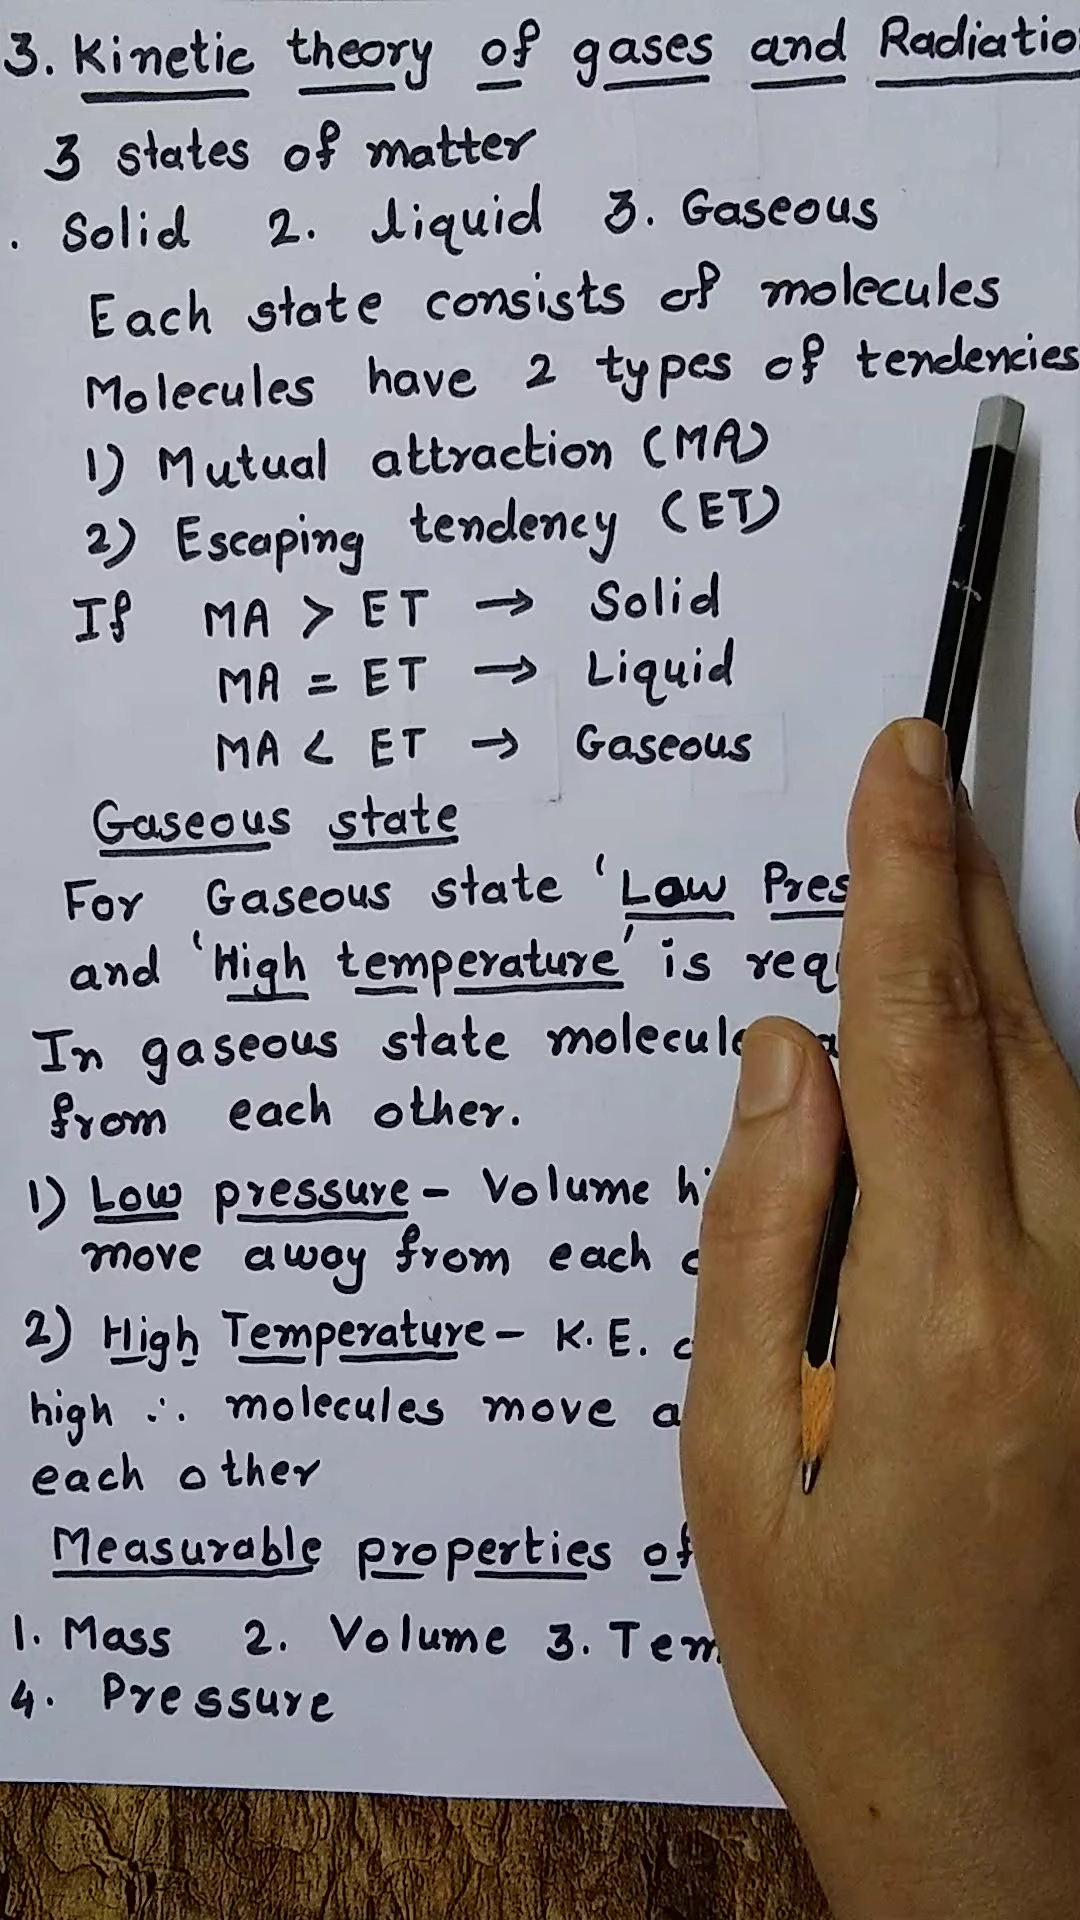 3. Kinetic theory of gases and Radiatio
3 states of matter
. Solid 2. Liquid 3. Gaseous
Each state consists of molecules
Molecules have 2 types of tendencies
1) Mutual attraction (MA)
2) Escaping tendency (ET)
If MA > ET → Solid
MA = ET → Liquid
MA < ET → Gaseous
Gaseous state
For Gaseous state 'Low Pres
and 'High temperature' is req
In gaseous state molecule
from each other.
1) Low pressure - Volume hi
move away from each
2) High Temperature - K.E.
high ∴ molecules move a
each other
Measurable properties of
1. Mass 2. Volume 3. Tem
4. Pressure